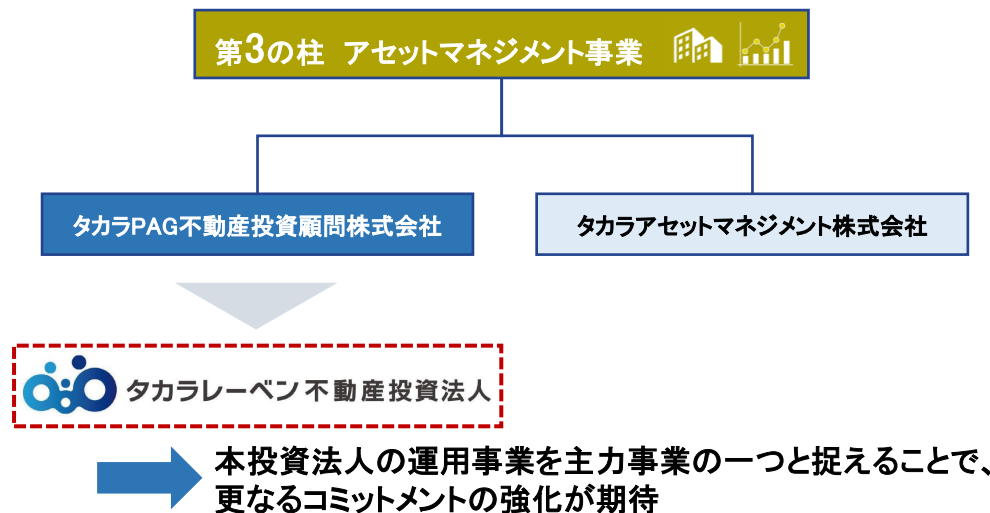 第3の柱 アセットマネジメント事業
タカラPAG不動産投資顧問株式会社
タカラアセットマネジメント株式会社
タカラレーベン不動産投資法人
本投資法人の運用事業を主力事業の一つと捉えることで、
更なるコミットメントの強化が期待